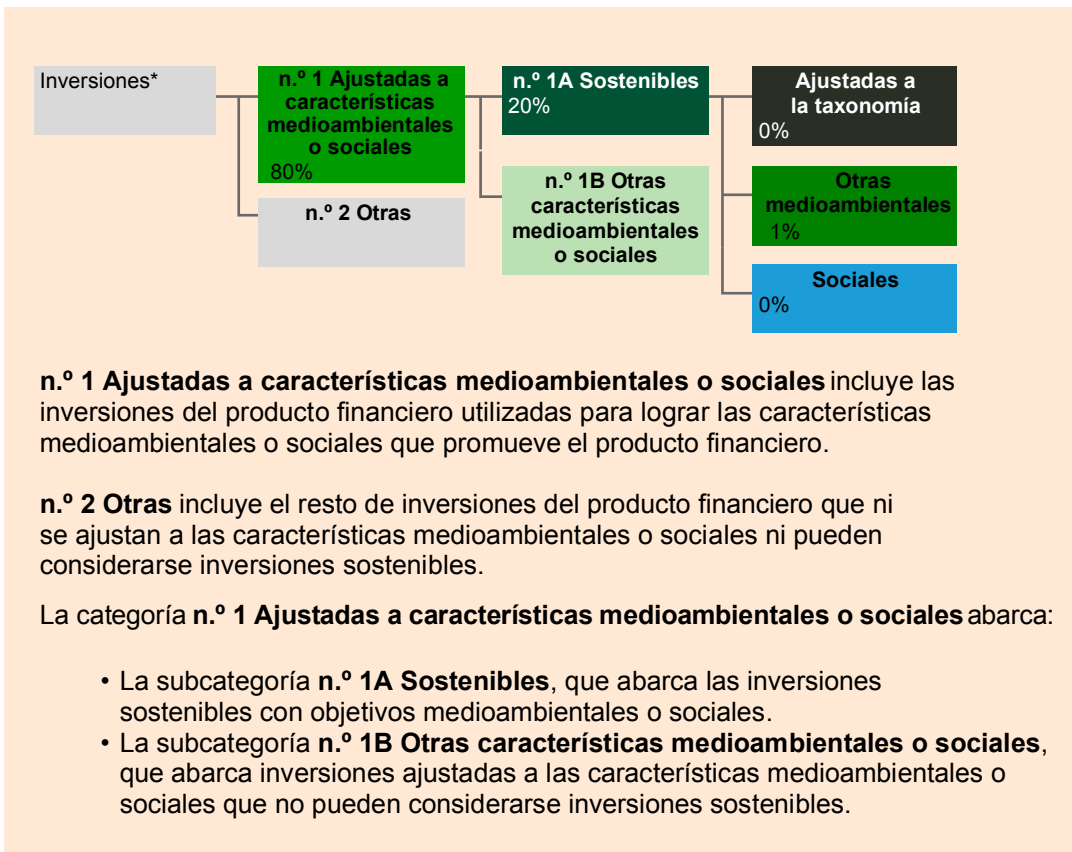 Inversiones*
n.º 1 Ajustadas a
características
medioambientales
o sociales
80%
n.º 2 Otras
n.º 1A Sostenibles
20%
n.º 1B Otras
características
medioambientales
o sociales
Ajustadas a
la taxonomía
0%
Otras
medioambientales
1%
Sociales
0%
n.º 1 Ajustadas a características medioambientales o sociales incluye las
inversiones del producto financiero utilizadas para lograr las características
medioambientales o sociales que promueve el producto financiero.
n.º 2 Otras incluye el resto de inversiones del producto financiero que ni
se ajustan a las características medioambientales o sociales ni pueden
considerarse inversiones sostenibles.
La categoría n.º 1 Ajustadas a características medioambientales o sociales abarca:
• La subcategoría n.º 1A Sostenibles, que abarca las inversiones
sostenibles con objetivos medioambientales o sociales.
• La subcategoría n.º 1B Otras características medioambientales o sociales,
que abarca inversiones ajustadas a las características medioambientales o
sociales que no pueden considerarse inversiones sostenibles.